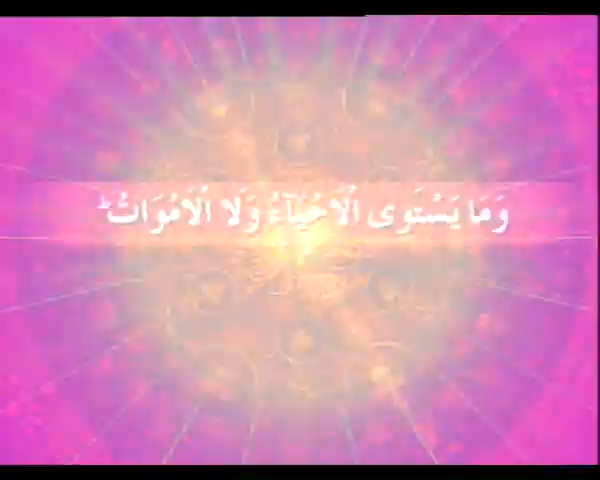 وَمَا يَسْتَوِى الْاَحْيَآءُ وَلَا الْاَمْوَاتُ ؕ